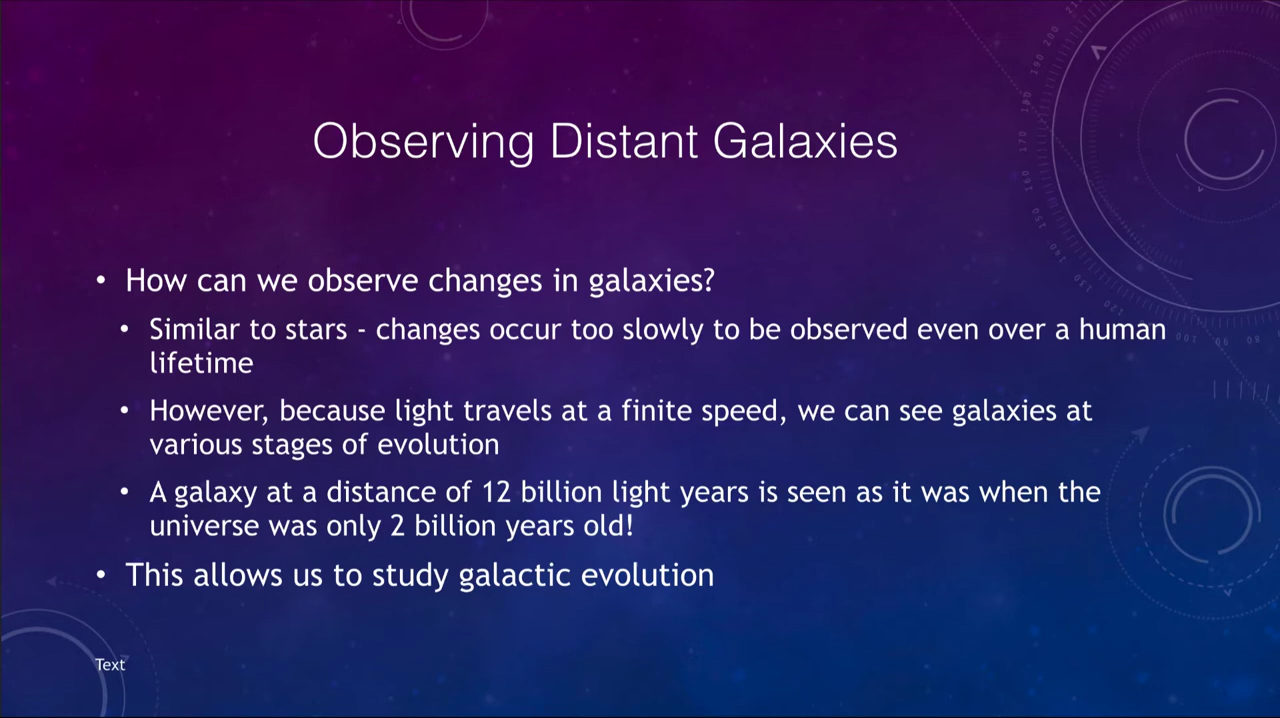 Observing Distant Galaxies
• How can we observe changes in galaxies?
• Similar to stars - changes occur too slowly to be observed even over a human
lifetime
• However, because light travels at a finite speed, we can see galaxies at
various stages of evolution
• A galaxy at a distance of 12 billion light years is seen as it was when the
universe was only 2 billion years old!
• This allows us to study galactic evolution
Text